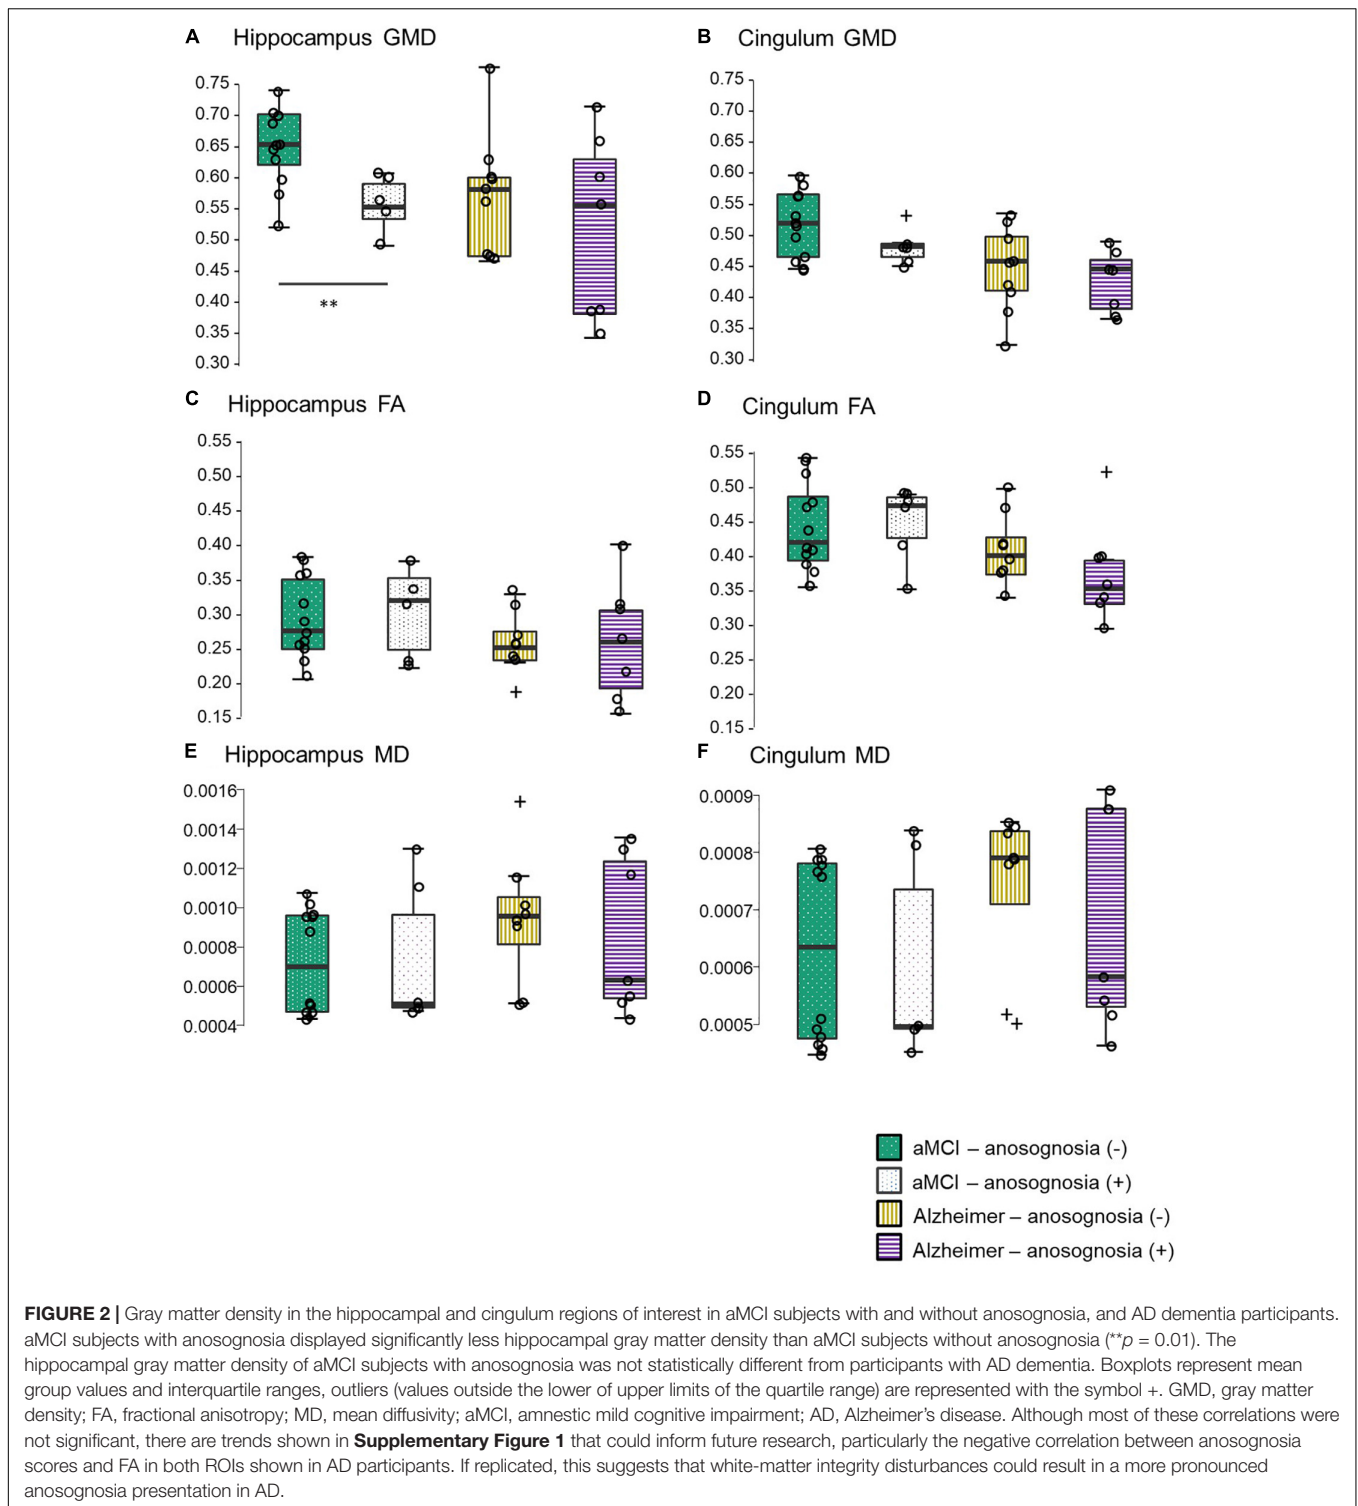 A Hippocampus GMD
0.75
0.70
0.65
0.60
0.55
0.50
0.45
0.40
0.35
0.30
**
B Cingulum GMD
0.75
0.70
0.65
0.60
0.55
0.50
0.45
0.40
0.35
0.30
C Hippocampus FA
0.55
0.50
0.45
0.40
0.35
0.30
0.25
0.20
0.15
D Cingulum FA
0.55
0.50
0.45
0.40
0.35
0.30
0.25
0.20
0.15
E Hippocampus MD
0.0016
0.0014
0.0012
0.0010
0.0008
0.0006
0.0004
F Cingulum MD
0.0009
0.0008
0.0007
0.0006
0.0005
aMCI – anosognosia (-)
aMCI – anosognosia (+)
Alzheimer – anosognosia (-)
Alzheimer – anosognosia (+)
FIGURE 2 | Gray matter density in the hippocampal and cingulum regions of interest in aMCI subjects with and without anosognosia, and AD dementia participants.
aMCI subjects with anosognosia displayed significantly less hippocampal gray matter density than aMCI subjects without anosognosia (**p = 0.01). The
hippocampal gray matter density of aMCI subjects with anosognosia was not statistically different from participants with AD dementia. Boxplots represent mean
group values and interquartile ranges, outliers (values outside the lower of upper limits of the quartile range) are represented with the symbol +. GMD, gray matter
density; FA, fractional anisotropy; MD, mean diffusivity; aMCI, amnestic mild cognitive impairment; AD, Alzheimer's disease. Although most of these correlations were
not significant, there are trends shown in Supplementary Figure 1 that could inform future research, particularly the negative correlation between anosognosia
scores and FA in both ROIs shown in AD participants. If replicated, this suggests that white-matter integrity disturbances could result in a more pronounced
anosognosia presentation in AD.